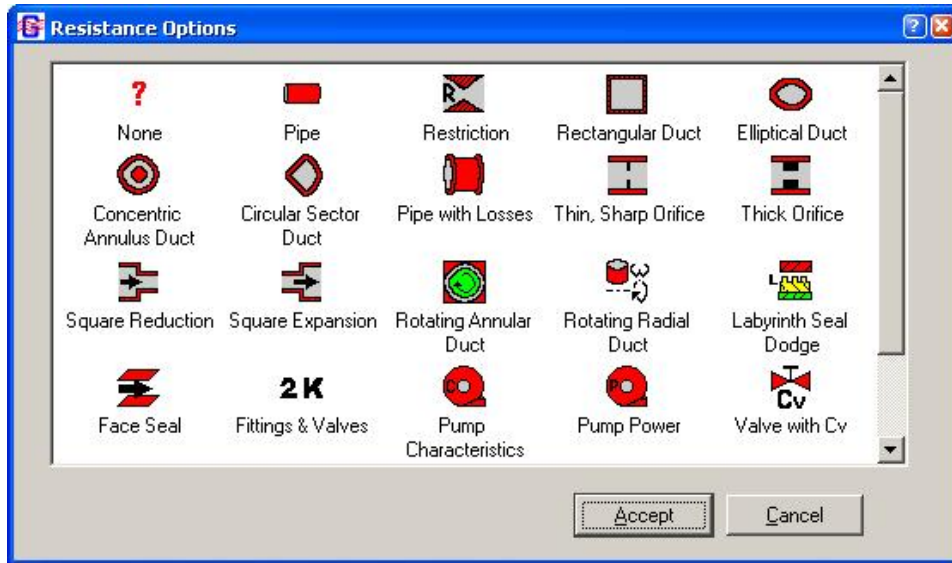 Resistance Options
?
None
Pipe
R
Restriction
Rectangular Duct
Elliptical Duct
Concentric
Annulus Duct
Circular Sector
Duct
Pipe with Losses
Thin, Sharp Orifice
Thick Orifice
Square Reduction
Square Expansion
Rotating Annular
Duct
ω
Rotating Radial
Duct
L
Labyrinth Seal
Dodge
Face Seal
2K
Fittings & Valves
C
Pump
Characteristics
P
Pump Power
Cv
Valve with Cv
Accept
Cancel